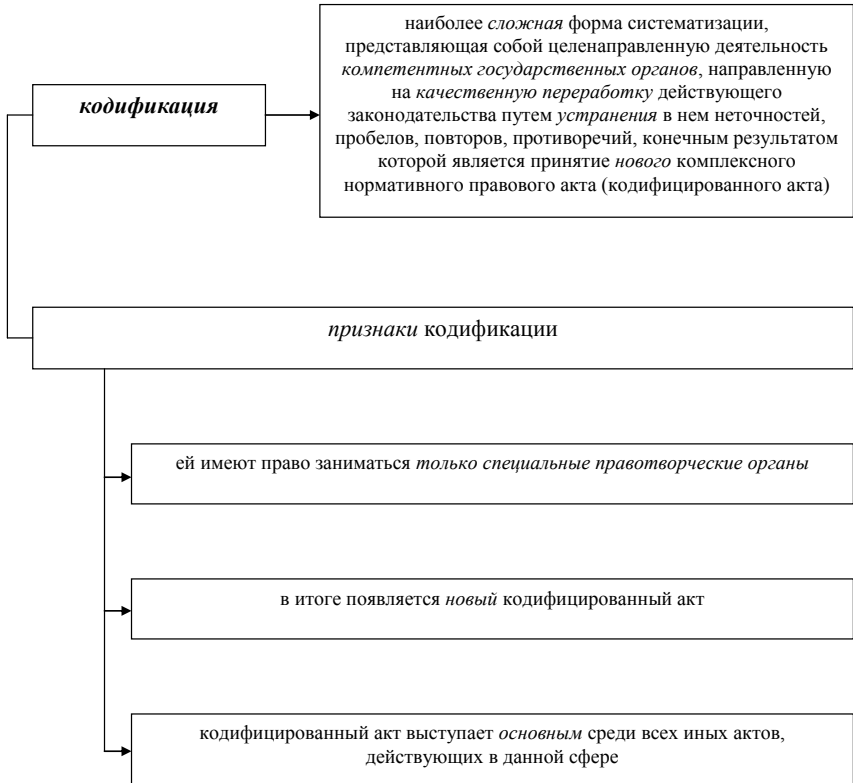 наиболее сложная форма систематизации,
представляющая собой целенаправленную деятельность
компетентных государственных органов, направленную
на качественную переработку действующего
законодательства путем устранения в нем неточностей,
пробелов, повторов, противоречий, конечным результатом
которой является принятие нового комплексного
нормативного правового акта (кодифицированного акта)
кодификация
признаки кодификации
ей имеют право заниматься только специальные правотворческие органы
в итоге появляется новый кодифицированный акт
кодифицированный акт выступает основным среди всех иных актов,
действующих в данной сфере